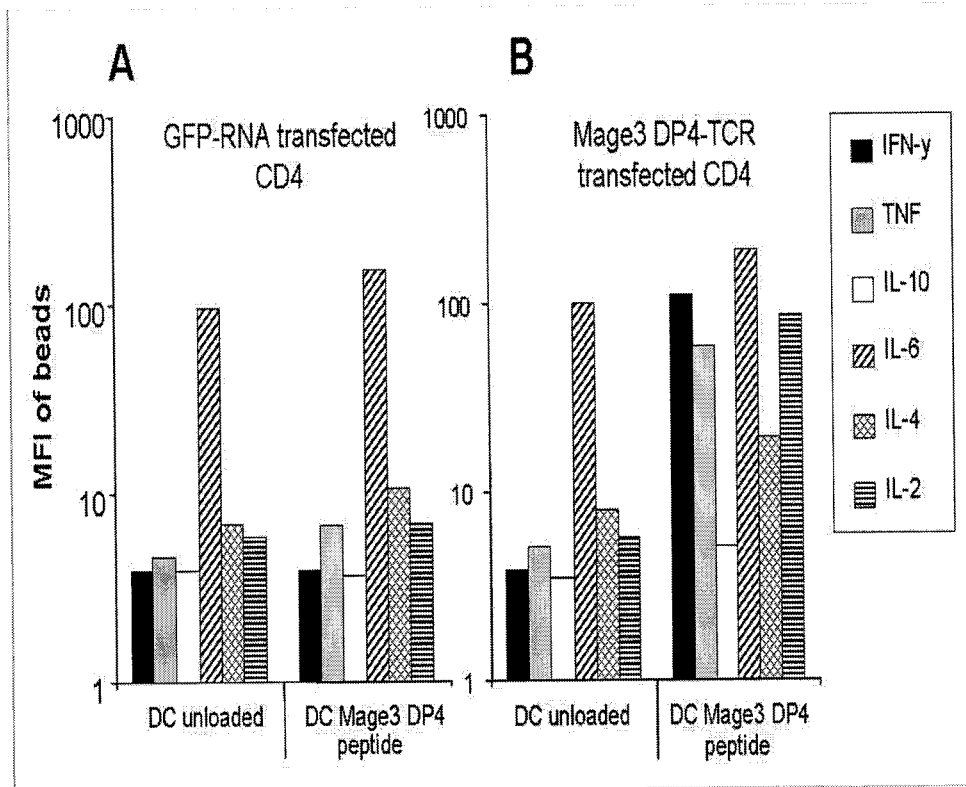 A
GFP-RNA transfected
CD4
MFI of beads
1000
100
10
1
DC unloaded
DC Mage3 DP4
peptide
B
Mage3 DP4-TCR
transfected CD4
1000
100
10
1
DC unloaded
DC Mage3 DP4
peptide
IFN-y
TNF
IL-10
IL-6
IL-4
IL-2